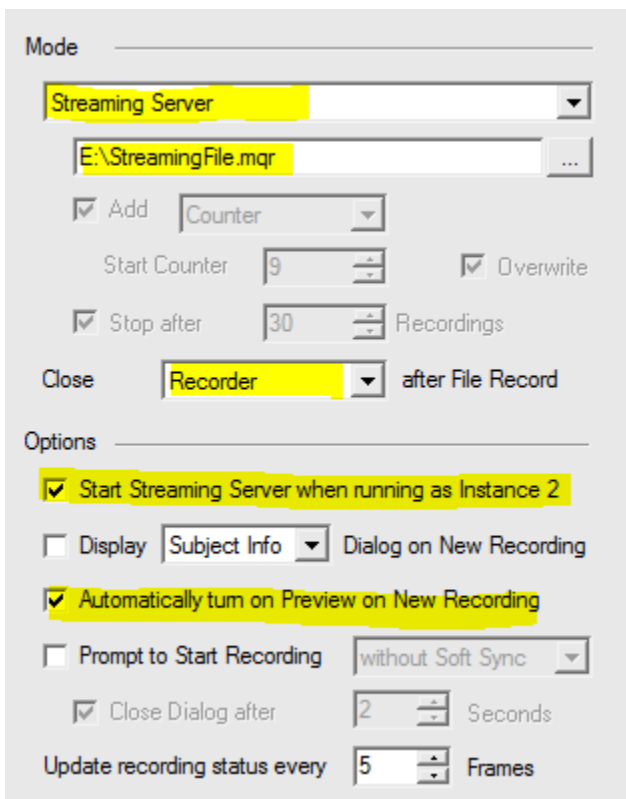 Mode
Streaming Server
E:\StreamingFile.mqr ...
Add Counter
Start Counter 9 Overwrite
Stop after 30 Recordings
Close Recorder after File Record
Options
Start Streaming Server when running as Instance 2
Display Subject Info Dialog on New Recording
Automatically turn on Preview on New Recording
Prompt to Start Recording without Soft Sync
Close Dialog after 2 Seconds
Update recording status every 5 Frames